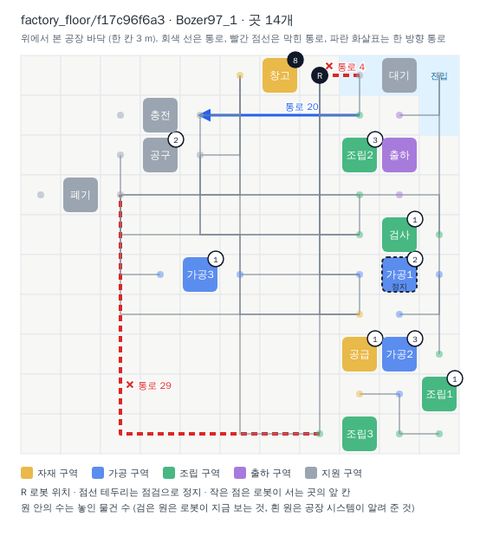 factory_floor/f17c96f6a3 · Bozer97_1 · 곳 14개
위에서 본 공장 바닥 (한 칸 3 m). 회색 선은 통로, 빨간 점선은 막힌 통로, 파란 화살표는 한 방향 통로
8
창고
R
✕ 통로 4
대기
전립
충전
통로 20
2
공구
3
조립2
출하
폐기
1
검사
1
가공3
2
가공1
정지
1
공급
3
가공2
✕ 통로 29
1
조립1
조립3
자재 구역
가공 구역
조립 구역
출하 구역
지원 구역
R 로봇 위치 · 점선 테두리는 점검으로 정지 · 작은 점은 로봇이 서는 곳의 앞 칸
원 안의 수는 놓인 물건 수 (검은 원은 로봇이 지금 보는 것, 흰 원은 공장 시스템이 알려 준 것)